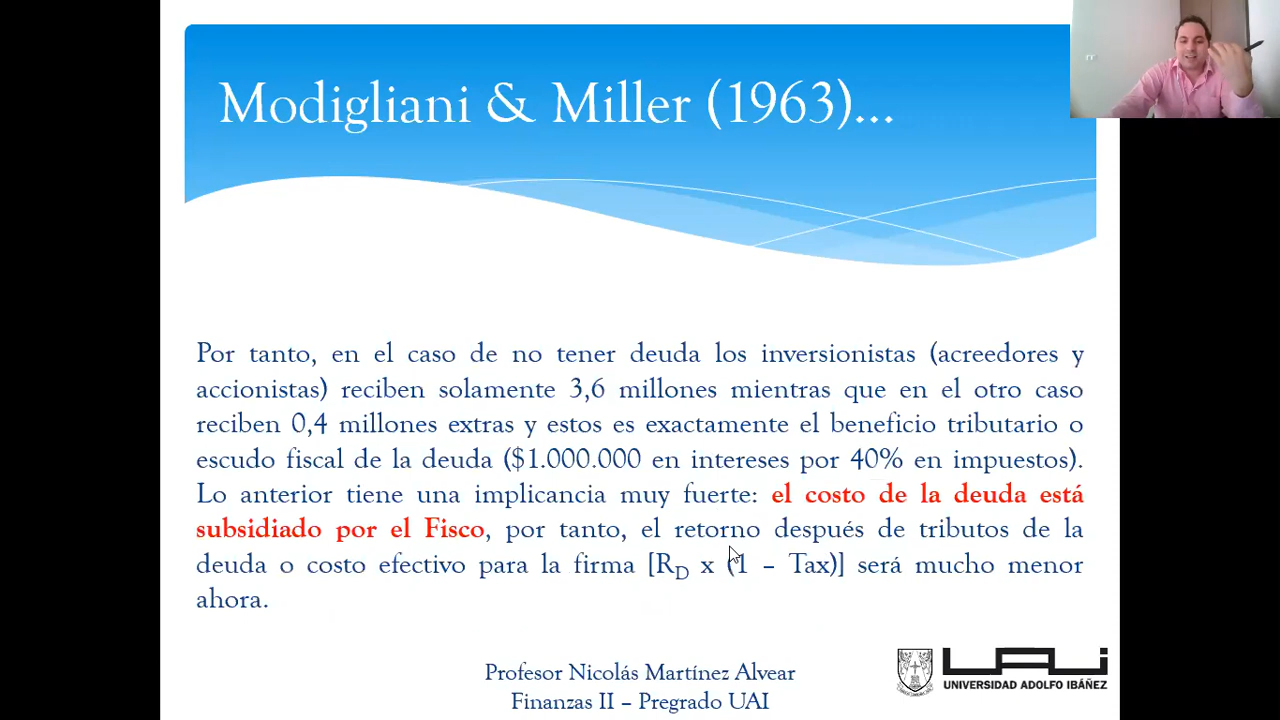 Modigliani & Miller (1963)...
Por tanto, en el caso de no tener deuda los inversionistas (acreedores y
accionistas) reciben solamente 3,6 millones mientras que en el otro caso
reciben 0,4 millones extras y estos es exactamente el beneficio tributario o
escudo fiscal de la deuda ($1.000.000 en intereses por 40% en impuestos).
Lo anterior tiene una implicancia muy fuerte: el costo de la deuda está
subsidiado por el Fisco, por tanto, el retorno después de tributos de la
deuda o costo efectivo para la firma [R_D x (1 – Tax)] será mucho menor
ahora.
Profesor Nicolás Martínez Alvear
Finanzas II – Pregrado UAI
UAi
UNIVERSIDAD ADOLFO IBÁÑEZ